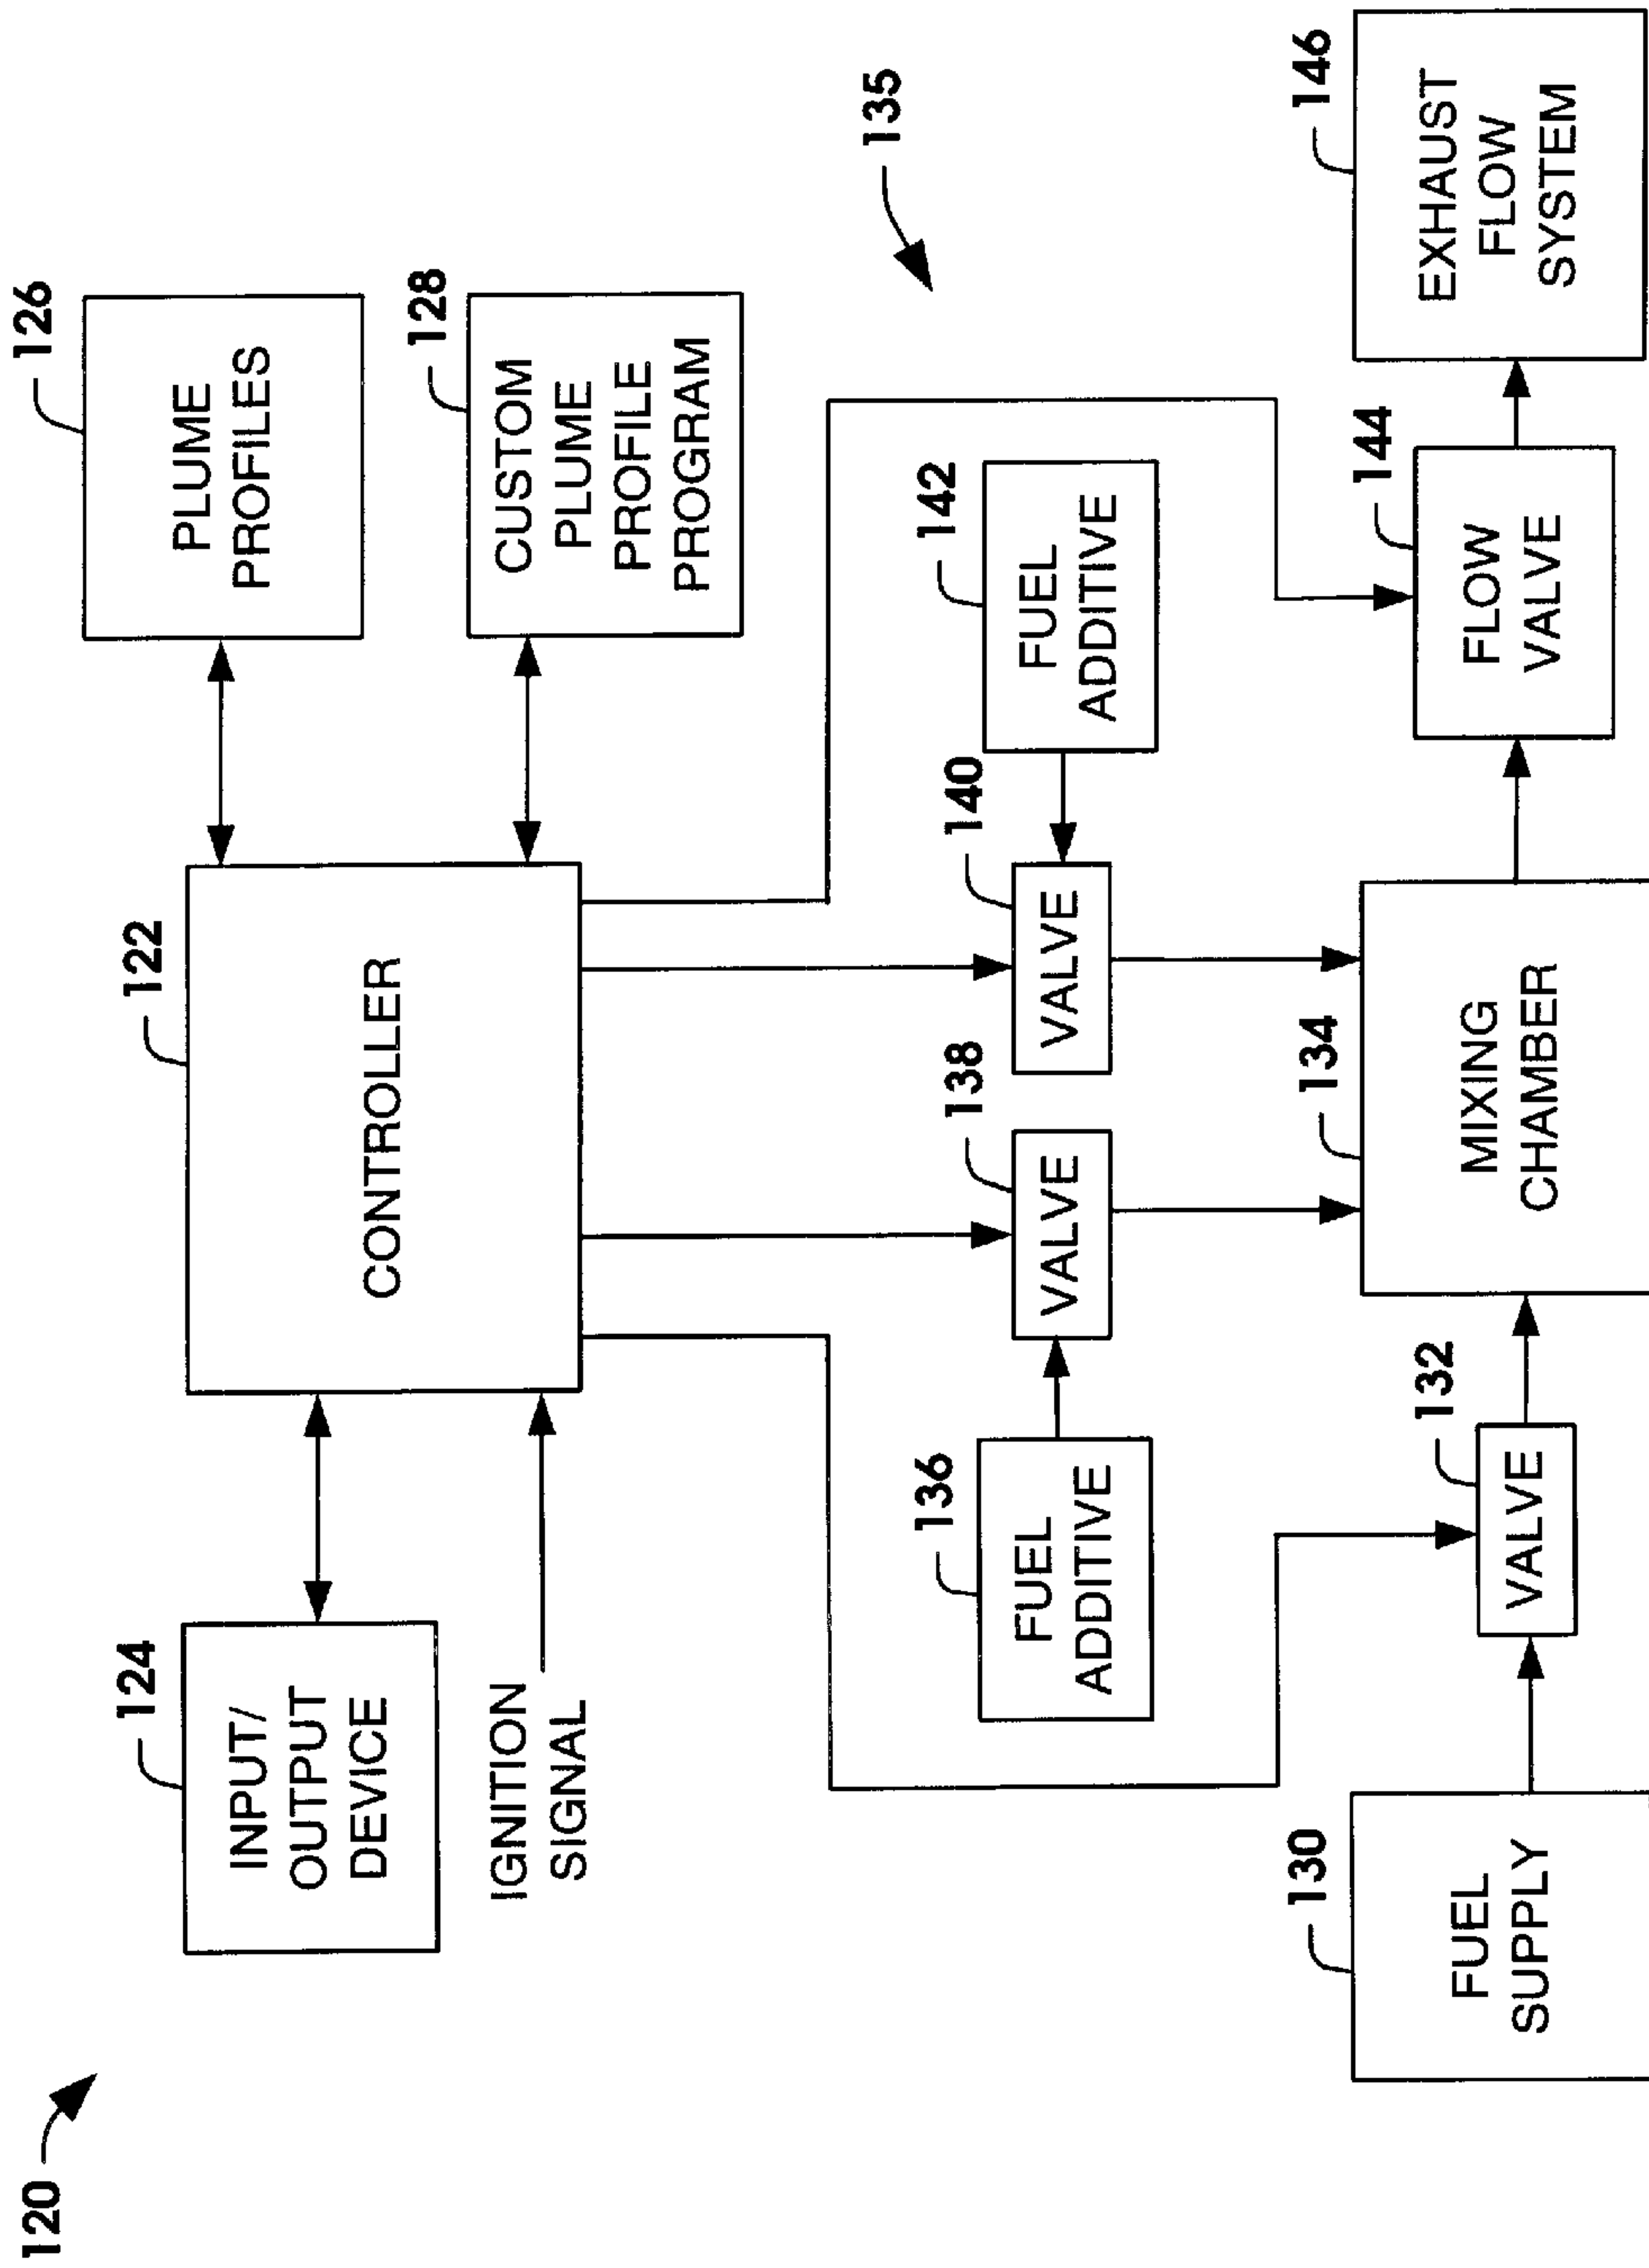 120
126
PLUME
PROFILES
122
CONTROLLER
124
INPUT/
OUTPUT
DEVICE
128
CUSTOM
PLUME
PROFILE
PROGRAM
IGNITION
SIGNAL
135
136
FUEL
ADDITIVE
138
VALVE
140
VALVE
142
FUEL
ADDITIVE
130
FUEL
SUPPLY
132
VALVE
134
MIXING
CHAMBER
144
FLOW
VALVE
146
EXHAUST
FLOW
SYSTEM